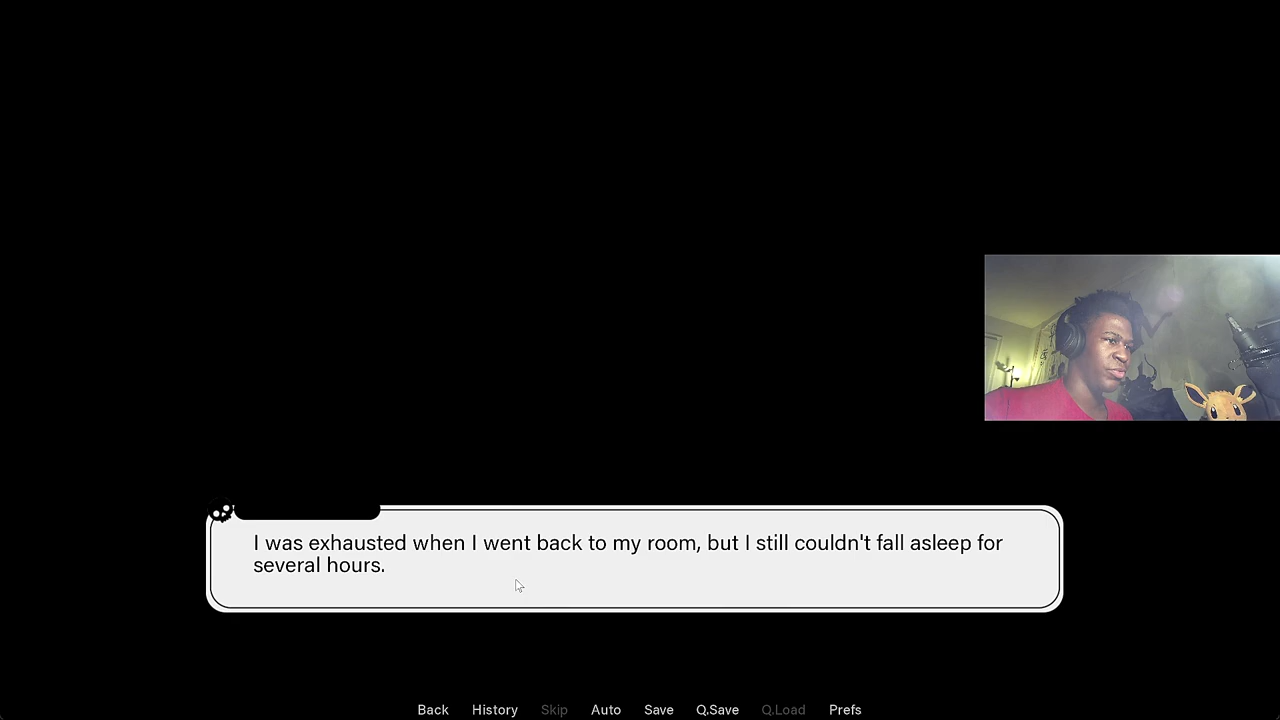 I was exhausted when I went back to my room, but I still couldn't fall asleep for
several hours.
Back History Skip Auto Save Q.Save Q.Load Prefs